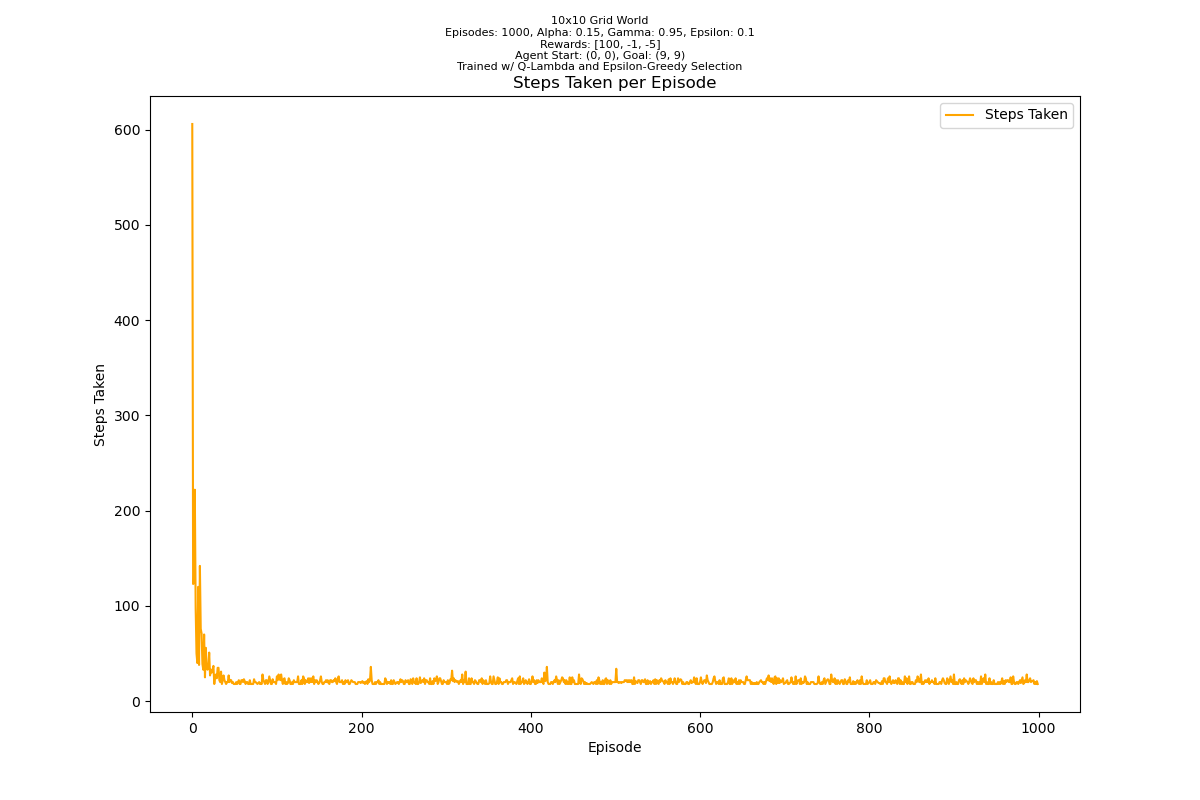 10x10 Grid World
Episodes: 1000, Alpha: 0.15, Gamma: 0.95, Epsilon: 0.1
Rewards: [100, -1, -5]
Agent Start: (0, 0), Goal: (9, 9)
Trained w/ Q-Lambda and Epsilon-Greedy Selection
Steps Taken per Episode
Steps Taken
600
500
400
300
200
100
0
Steps Taken
0 200 400 600 800 1000
Episode